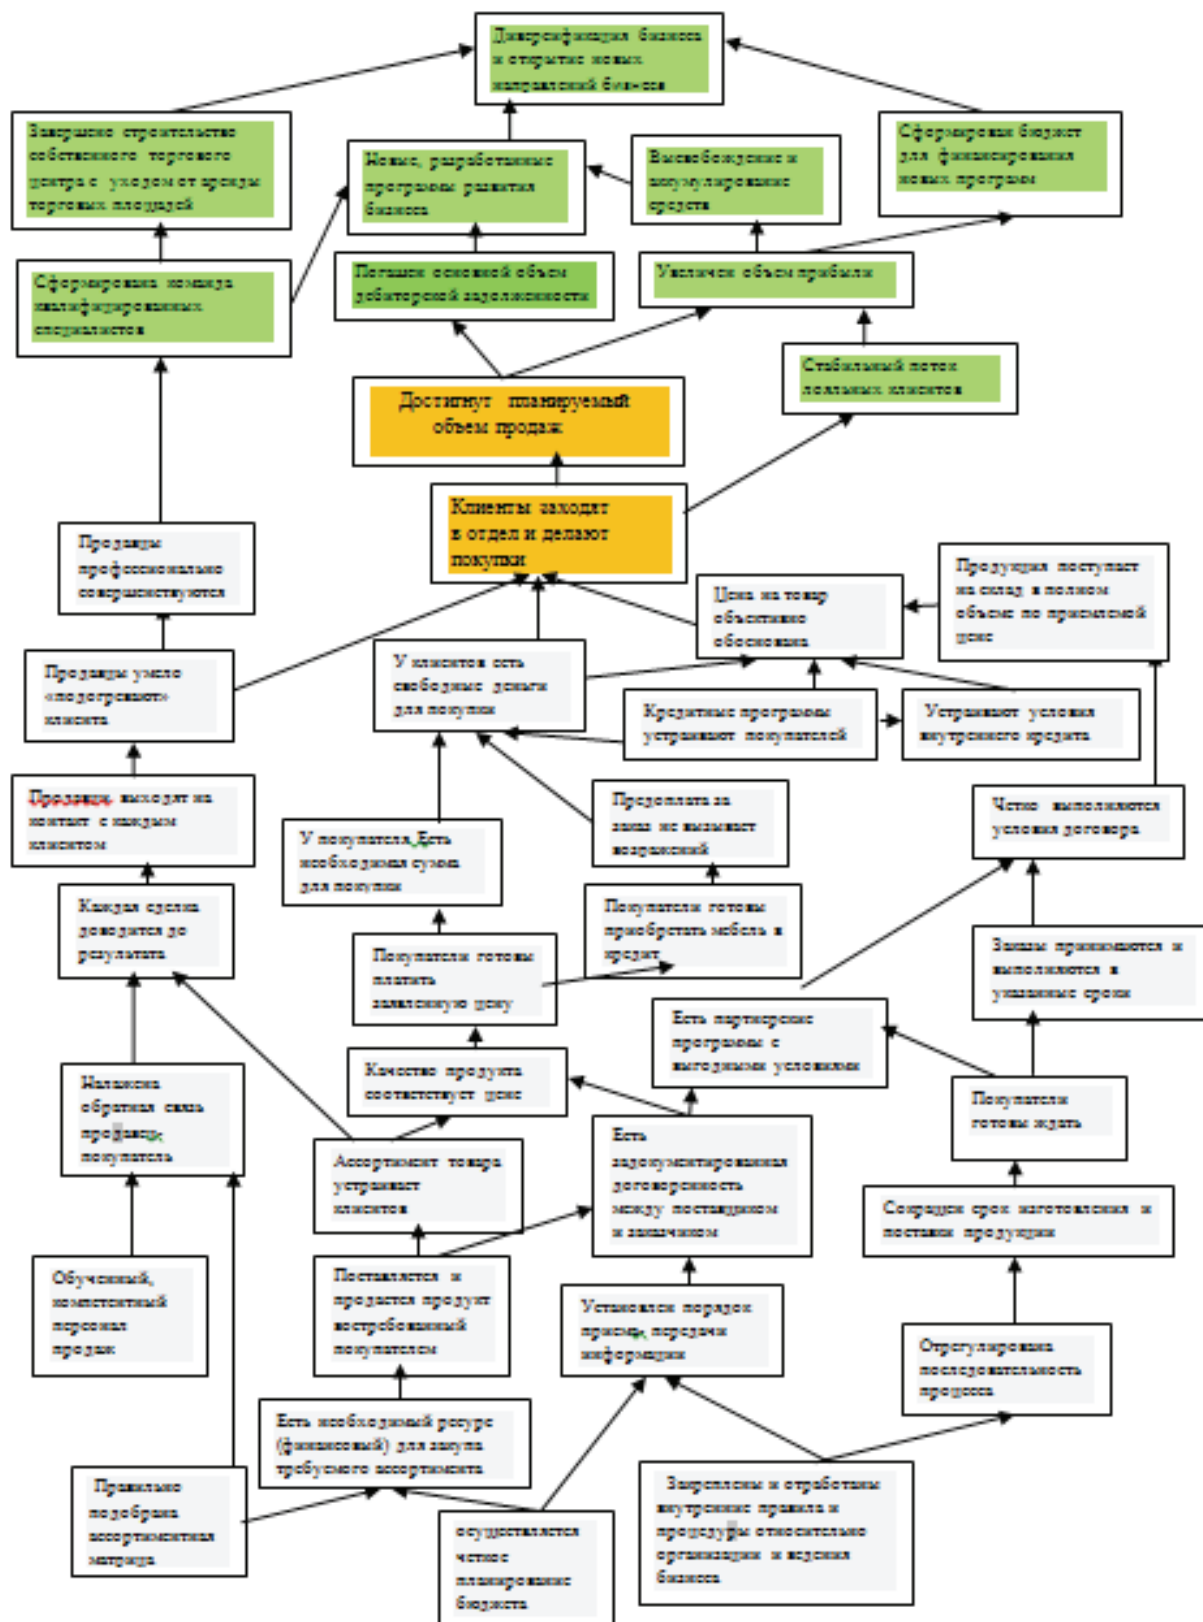 Диверсификация бизнеса
и открытие новых
направлений бизнеса
Завершено строительство
собственного торгового
центра с уходом от аренды
торговых площадей
Новые, разработанные
программы развития
бизнеса
Высвобождение и
аккумулирование
средств
Сформирован бюджет
для финансирования
новых программ
Сформирована команда
квалифицированных
специалистов
Погашен основной объем
дебиторской задолженности
Увеличен объем прибыли
Стабильный поток
лояльных клиентов
Достигнут планируемый
объем продаж
Клиенты заходят
в отдел и делают
покупки
Продавцы
профессионально
совершенствуются
Цена на товар
объективно
обоснована
Продукция поступает
на склад в полном
объеме по приемлемой
цене
Продавцы умело
«подогревают»
клиента
У клиентов есть
свободные деньги
для покупки
Кредитные программы
устраивают покупателей
Устраивают условия
внутреннего кредита
Продавцы выходят на
контакт с каждым
клиентом
У покупателя Есть
необходимая сумма
для покупки
Предоплата за
заказ не вызывает
возражений
Четко выполняются
условия договора
Каждая сделка
доводится до
результата
Покупатели готовы
платить
заявленную цену
Покупатели готовы
приобретать мебель в
кредит
Заказы принимаются и
выполняются в
указанные сроки
Есть партнерские
программы с
выгодными условиями
Налажена
обратная связь
продавец
покупатель
Качество продукта
соответствует цене
Покупатели
готовы ждать
Ассортимент товара
устраивает
клиентов
Есть
задокументированная
договоренность
между поставщиком
и заказчиком
Сокращен срок изготовления и
поставки продукции
Обученный,
компетентный
персонал
продаж
Поставляется и
продается продукт
востребованный
покупателем
Установлен порядок
приема, передачи
информации
Отрегулирована
последовательность
процесса
Есть необходимый ресурс
(финансовый) для закупа
требуемого ассортимента
Правильно
подобрана
ассортиментная
матрица
осуществляется
четкое
планирование
бюджета
Закреплены и отработаны
внутренние правила и
процедуры относительно
организации и ведения
бизнеса